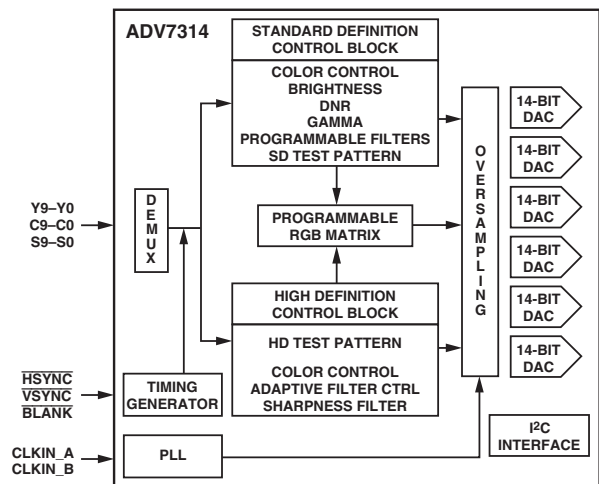 ADV7314
STANDARD DEFINITION
CONTROL BLOCK
COLOR CONTROL
BRIGHTNESS
DNR
GAMMA
PROGRAMMABLE FILTERS
SD TEST PATTERN
Y9–Y0
C9–C0
S9–S0
DEMUX
PROGRAMMABLE
RGB MATRIX
HIGH DEFINITION
CONTROL BLOCK
HD TEST PATTERN
COLOR CONTROL
ADAPTIVE FILTER CTRL
SHARPNESS FILTER
OVERSAMPLING
14-BIT
DAC
14-BIT
DAC
14-BIT
DAC
14-BIT
DAC
14-BIT
DAC
14-BIT
DAC
HSYNC
VSYNC
BLANK
TIMING
GENERATOR
CLKIN_A
CLKIN_B
PLL
I2C
INTERFACE